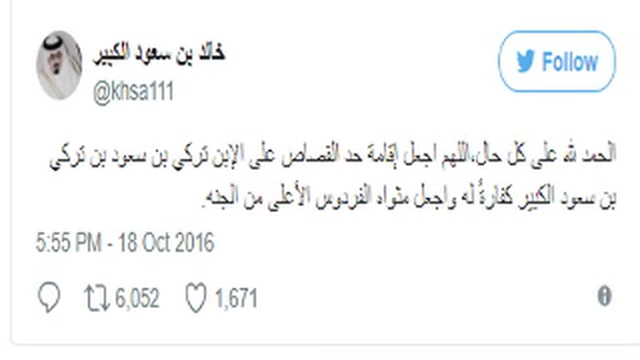 خالد بن سعود الكبير
@khsa111
Follow
الحمد لله على كل حال،اللهم اجعل إقامة حد القصاص على الإبن تركي بن سعود بن تركي
بن سعود الكبير كفارةً له واجعل مثواه الفردوس الأعلى من الجنه.
5:55 PM - 18 Oct 2016
6,052 1,671